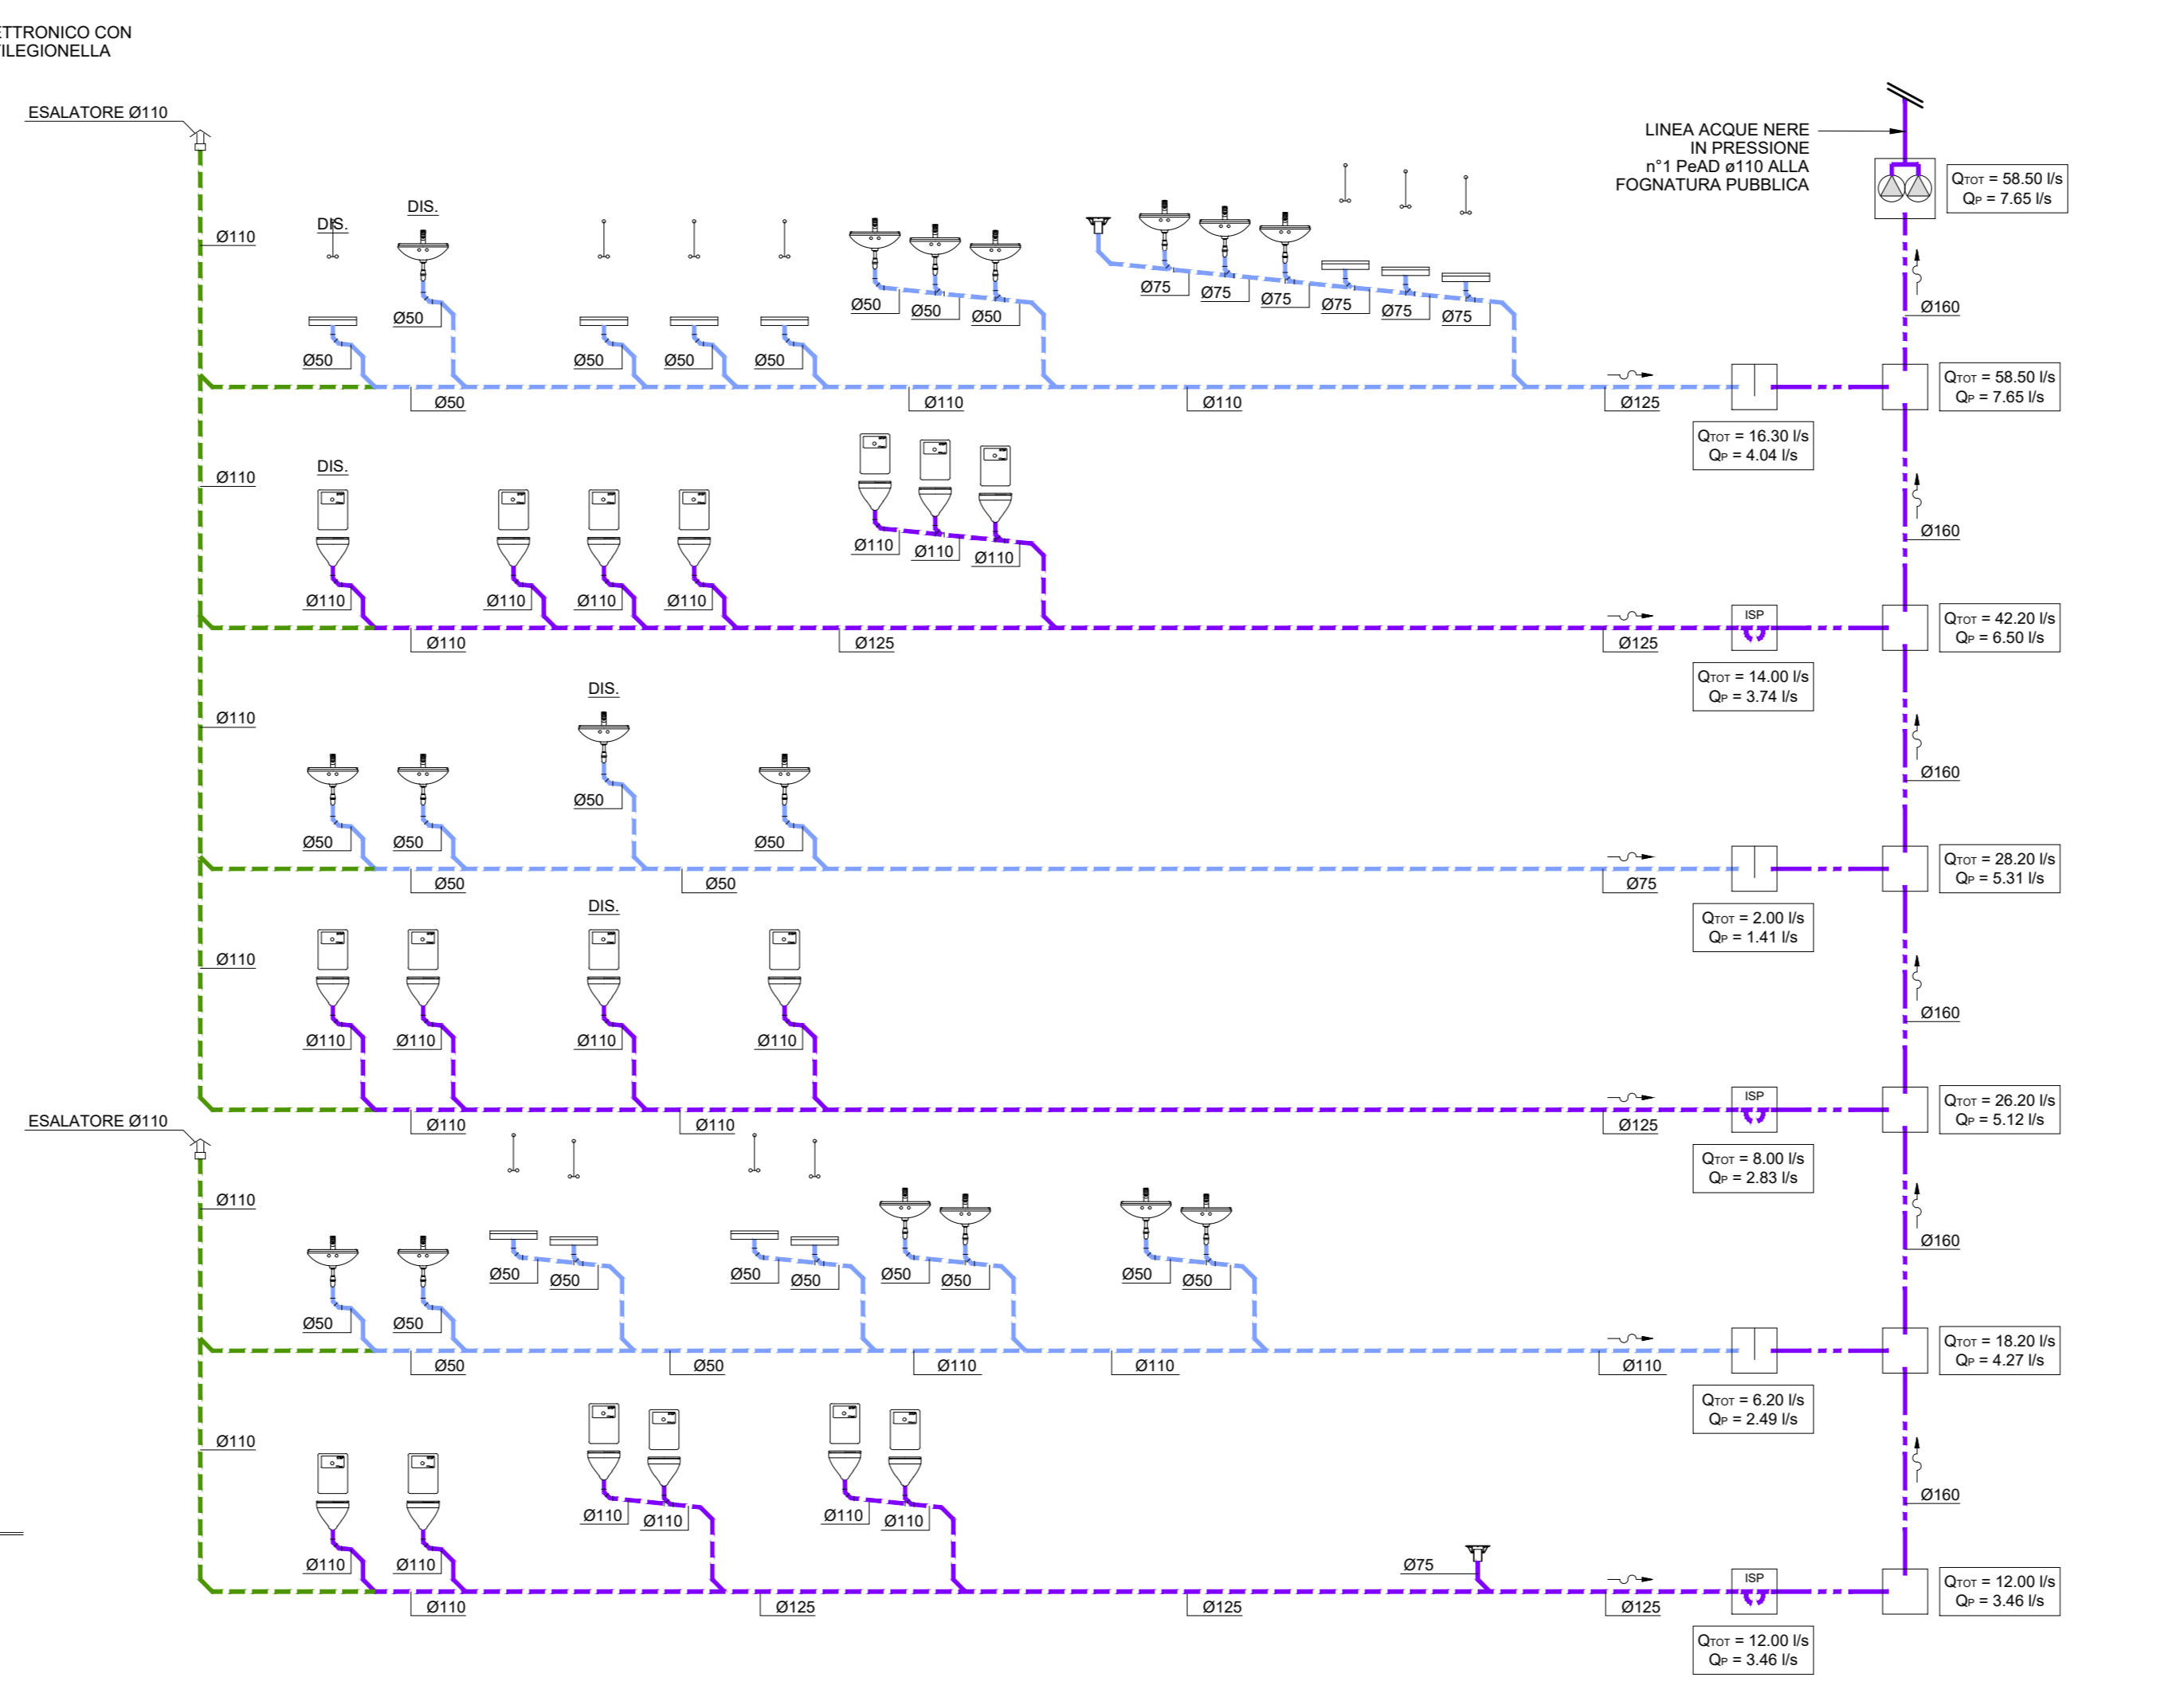 ETTRONICO CON
TILEGIONELLA
ESALATORE Ø110
LINEA ACQUE NERE
IN PRESSIONE
n°1 PeAD ø110 ALLA
FOGNATURA PUBBLICA
QTOT = 58.50 l/s
QP = 7.65 l/s
Ø110
DIS.
DIS.
Ø50
Ø50
Ø50
Ø50
Ø50
Ø50
Ø50
Ø50
Ø75
Ø75
Ø75
Ø75
Ø75
Ø75
Ø160
Ø50
Ø110
Ø110
Ø125
QTOT = 58.50 l/s
QP = 7.65 l/s
QTOT = 16.30 l/s
QP = 4.04 l/s
Ø110
DIS.
Ø110
Ø110
Ø110
Ø110
Ø110
Ø110
Ø110
Ø160
Ø110
Ø125
Ø125
ISP
QTOT = 42.20 l/s
QP = 6.50 l/s
QTOT = 14.00 l/s
QP = 3.74 l/s
Ø110
DIS.
Ø50
Ø50
Ø50
Ø50
Ø160
Ø50
Ø50
Ø75
QTOT = 28.20 l/s
QP = 5.31 l/s
QTOT = 2.00 l/s
QP = 1.41 l/s
Ø110
DIS.
Ø110
Ø110
Ø110
Ø110
Ø160
Ø110
Ø110
Ø125
ISP
QTOT = 26.20 l/s
QP = 5.12 l/s
QTOT = 8.00 l/s
QP = 2.83 l/s
ESALATORE Ø110
Ø110
Ø50
Ø50
Ø50
Ø50
Ø50
Ø50
Ø50
Ø50
Ø50
Ø50
Ø160
Ø50
Ø50
Ø110
Ø110
Ø110
QTOT = 18.20 l/s
QP = 4.27 l/s
QTOT = 6.20 l/s
QP = 2.49 l/s
Ø110
Ø110
Ø110
Ø110
Ø110
Ø110
Ø110
Ø75
Ø160
Ø110
Ø125
Ø125
Ø125
ISP
QTOT = 12.00 l/s
QP = 3.46 l/s
QTOT = 12.00 l/s
QP = 3.46 l/s